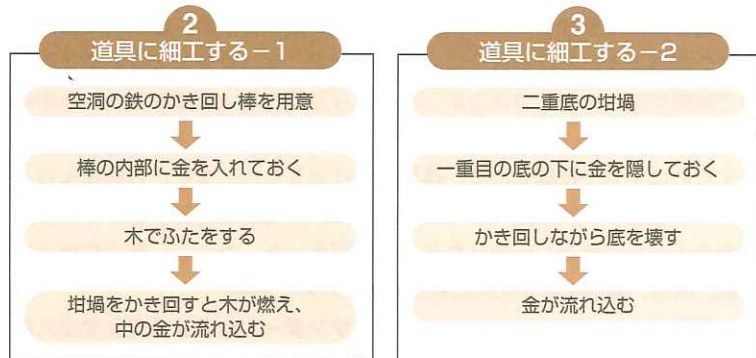 2
道具に細工する－1
空洞の鉄のかき回し棒を用意
棒の内部に金を入れておく
木でふたをする
坩堝をかき回すと木が燃え、
中の金が流れ込む
3
道具に細工する－2
二重底の坩堝
一重目の底の下に金を隠しておく
かき回しながら底を壊す
金が流れ込む